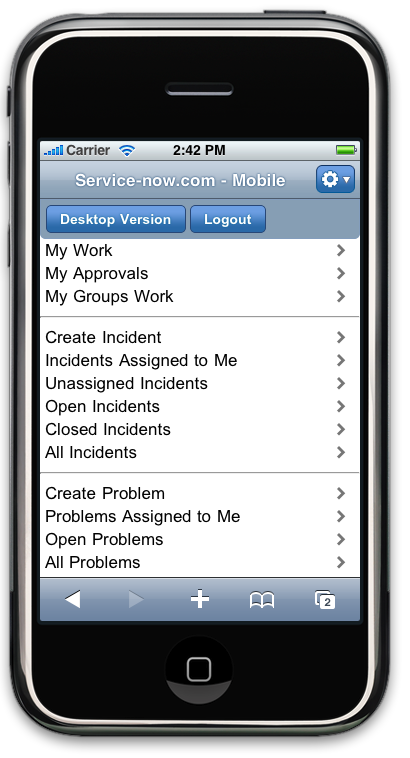 Carrier 2:42 PM
Service-now.com - Mobile
Desktop Version Logout
My Work
My Approvals
My Groups Work
Create Incident
Incidents Assigned to Me
Unassigned Incidents
Open Incidents
Closed Incidents
All Incidents
Create Problem
Problems Assigned to Me
Open Problems
All Problems
2